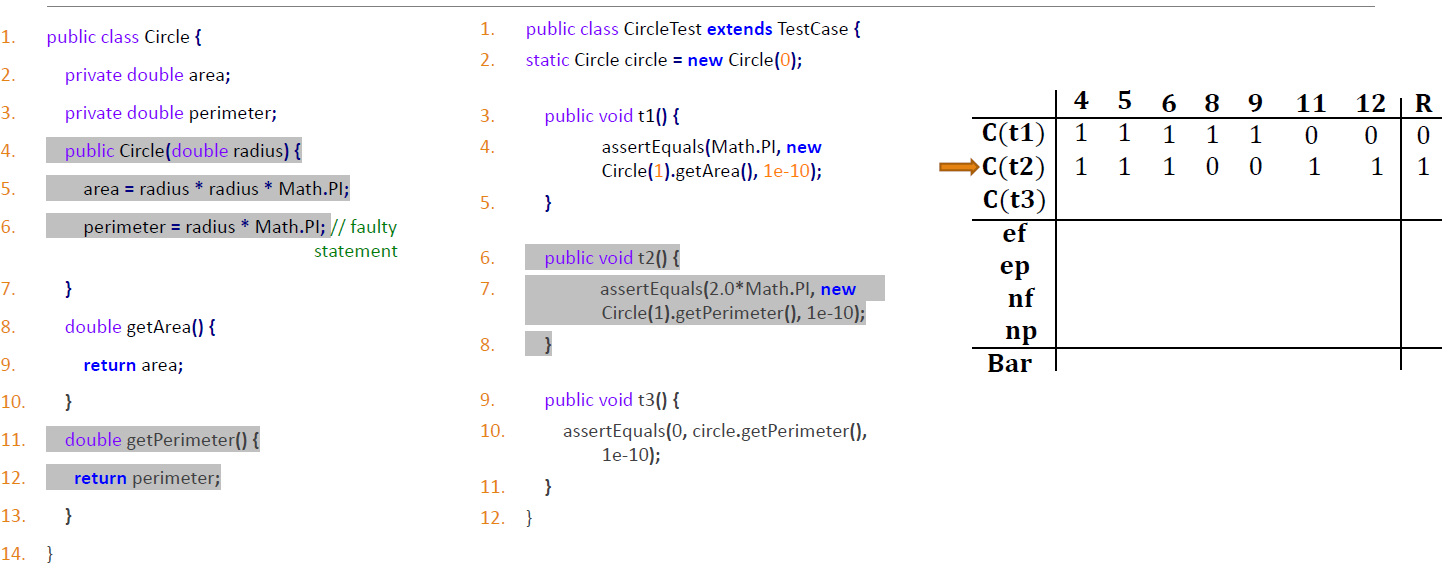 1. public class Circle {
2. private double area;
3. private double perimeter;
4. public Circle(double radius) {
5. area = radius * radius * Math.PI;
6. perimeter = radius * Math.PI; // faulty
statement
7. }
8. double getArea() {
9. return area;
10. }
11. double getPerimeter() {
12. return perimeter;
13. }
14. }
1. public class CircleTest extends TestCase {
2. static Circle circle = new Circle(0);
3. public void t1() {
4. assertEquals(Math.PI, new
Circle(1).getArea(), 1e-10);
5. }
6. public void t2() {
7. assertEquals(2.0*Math.PI, new
Circle(1).getPerimeter(), 1e-10);
8. }
9. public void t3() {
10. assertEquals(0, circle.getPerimeter(),
1e-10);
11. }
12. }
4 5 6 8 9 11 12 R
C(t1) 1 1 1 1 1 0 0 0
C(t2) 1 1 1 0 0 1 1 1
C(t3)
ef
ep
nf
np
Bar